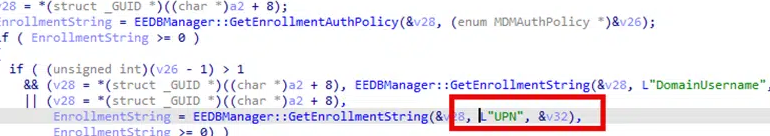 v28 = *(struct _GUID *)((char *)a2 + 8);
EnrollmentString = EEDBManager::GetEnrollmentAuthPolicy(&v28, (enum MDMAuthPolicy *)&v26);
if ( EnrollmentString >= 0 )
if ( (unsigned int)(v26 - 1) > 1
&& (v28 = *(struct _GUID *)((char *)a2 + 8), EEDBManager::GetEnrollmentString(&v28, L"DomainUsername",
|| (v28 = *(struct _GUID *)((char *)a2 + 8),
EnrollmentString = EEDBManager::GetEnrollmentString(&v28, L"UPN", &v32),
EnrollmentString >= 0) )